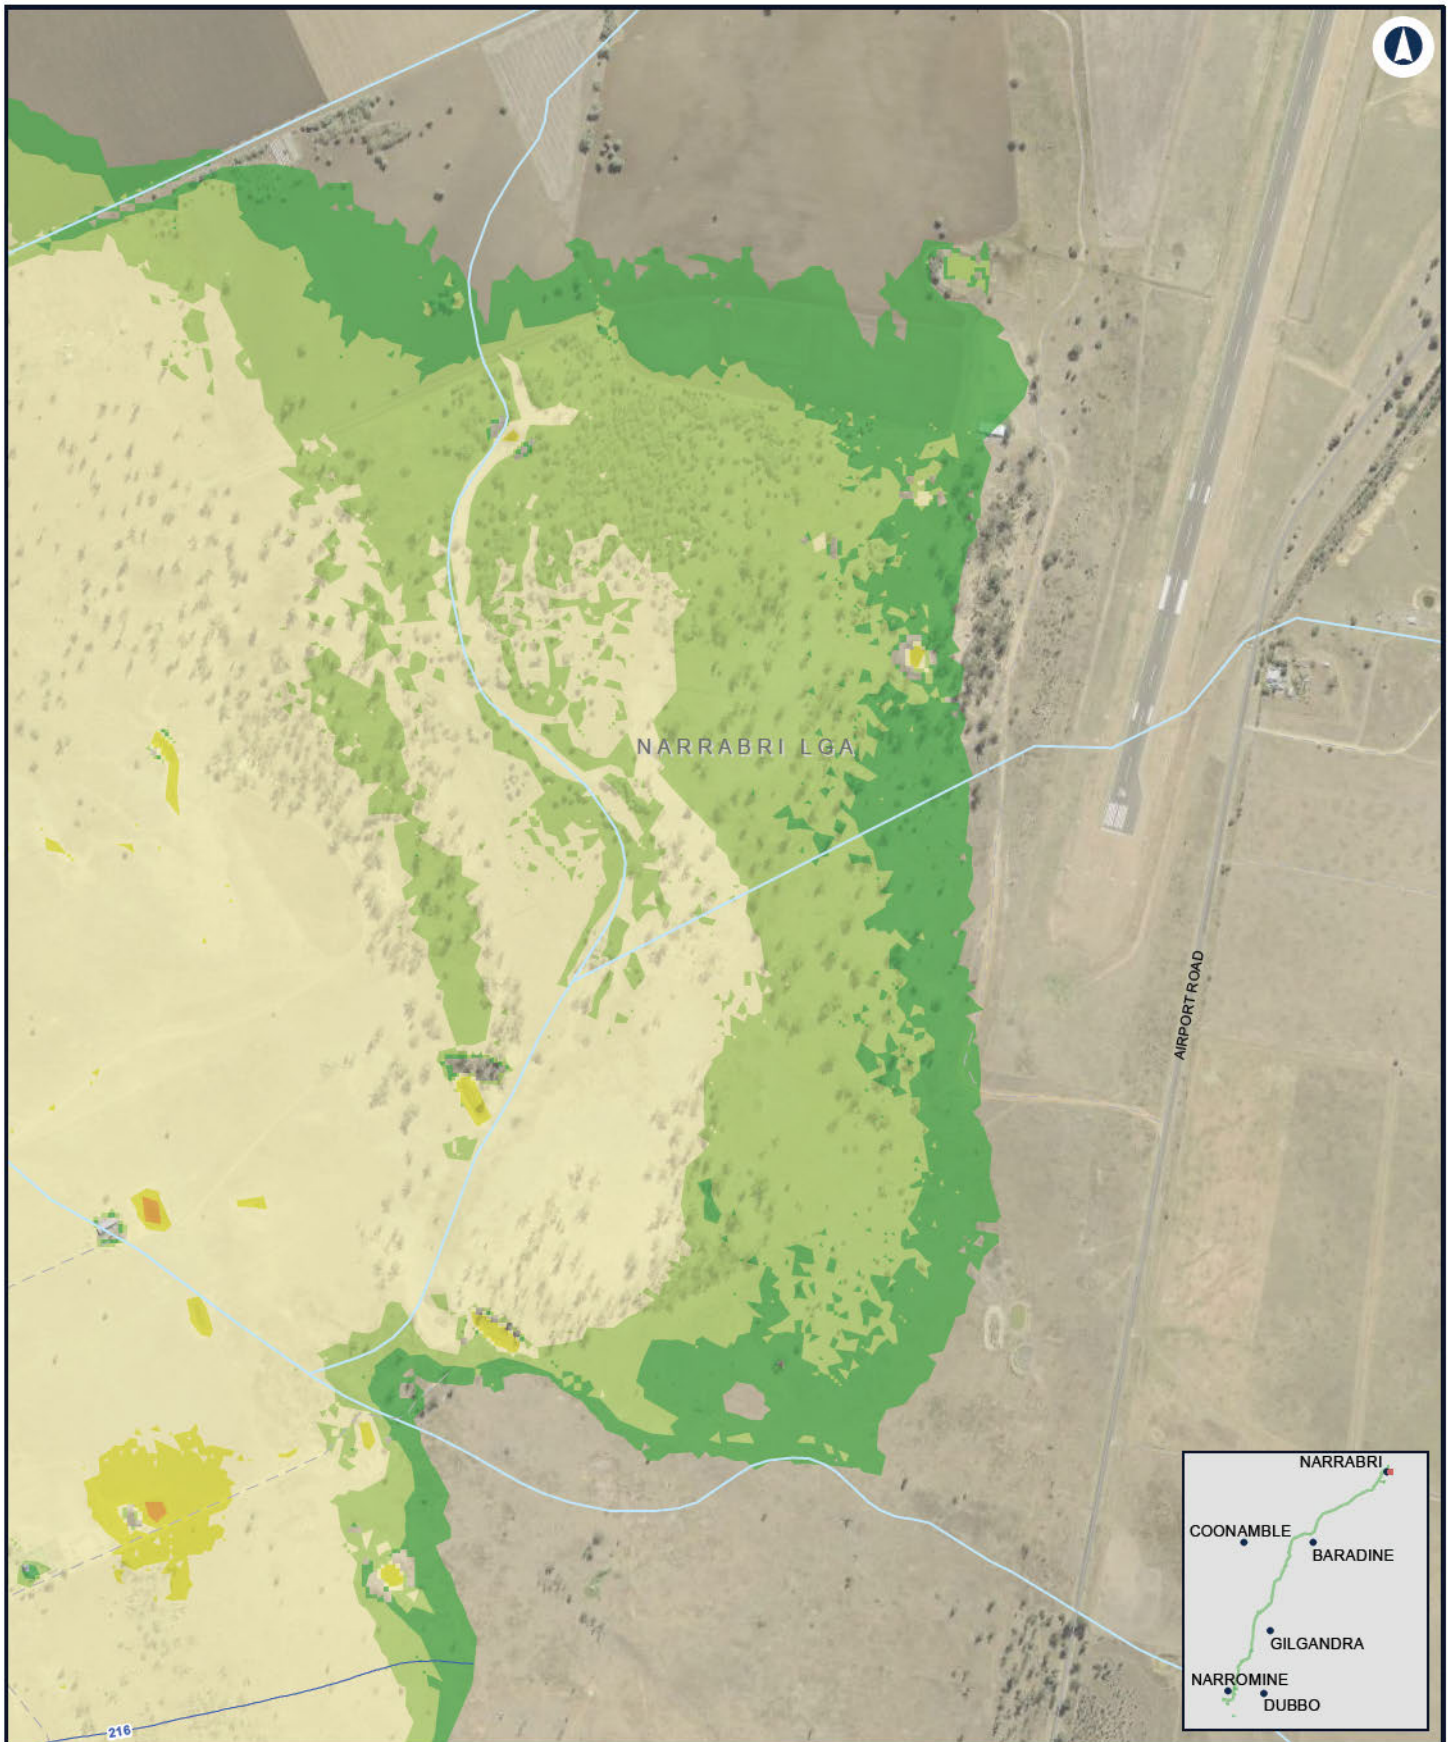 NARRABRI LGA
AIRPORT ROAD
NARRABRI
COONAMBLE
BARADINE
GILGANDRA
NARROMINE
DUBBO
216